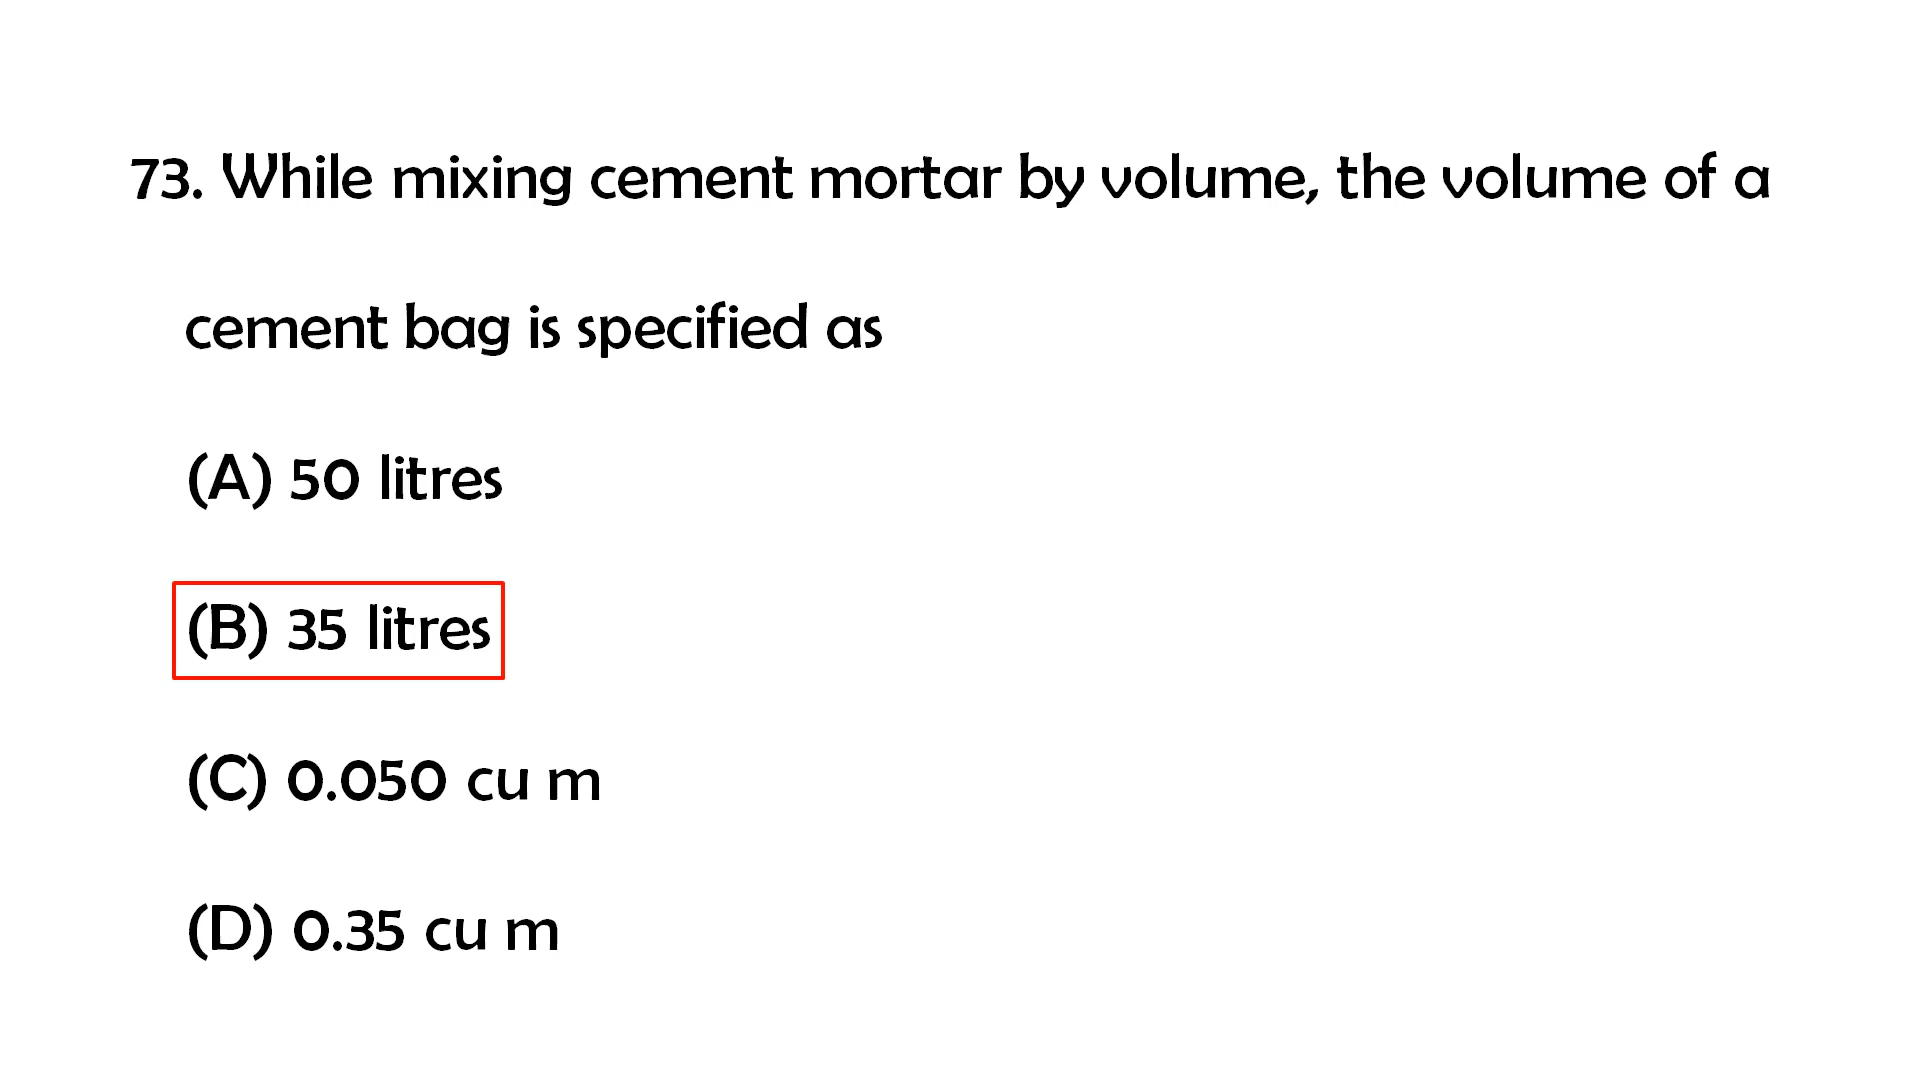 73. While mixing cement mortar by volume, the volume of a
cement bag is specified as
(A) 50 litres
(B) 35 litres
(C) 0.050 cu m
(D) 0.35 cu m